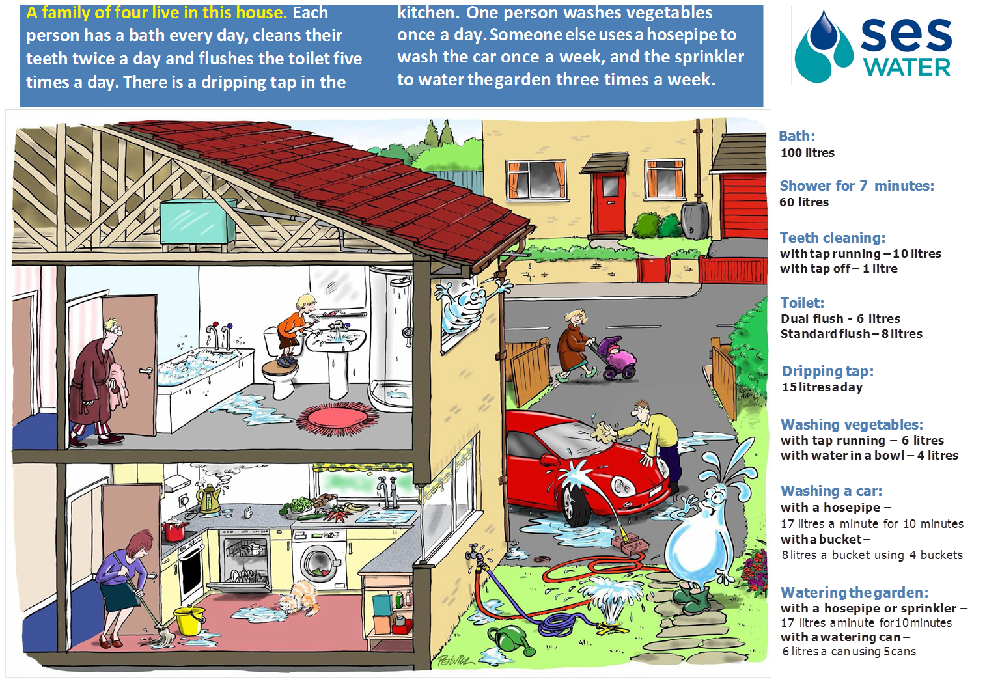 A family of four live in this house. Each
person has a bath every day, cleans their
teeth twice a day and flushes the toilet five
times a day. There is a dripping tap in the
kitchen. One person washes vegetables
once a day. Someone else uses a hosepipe to
wash the car once a week, and the sprinkler
to water the garden three times a week.
ses
WATER
Bath:
100 litres
Shower for 7 minutes:
60 litres
Teeth cleaning:
with tap running – 10 litres
with tap off – 1 litre
Toilet:
Dual flush - 6 litres
Standard flush – 8 litres
Dripping tap:
15 litres a day
Washing vegetables:
with tap running – 6 litres
with water in a bowl – 4 litres
Washing a car:
with a hosepipe –
17 litres a minute for 10 minutes
with a bucket –
8 litres a bucket using 4 buckets
Watering the garden:
with a hosepipe or sprinkler –
17 litres a minute for 10 minutes
with a watering can –
6 litres a can using 5 cans
PENWILL